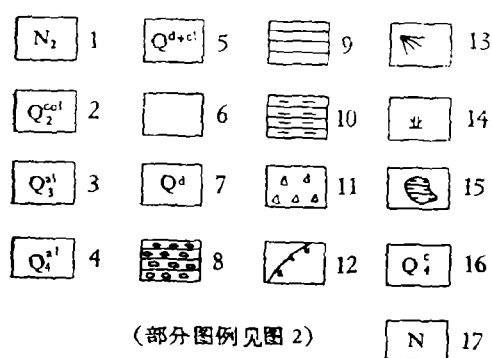 N₂ 1 Q^{d+cl} 5 9 13
Q₂^{col} 2 6 10 14
Q₃^{al} 3 Q^d 7 11 15
Q₄^{al} 4 8 12 Q₄^c 16
(部分图例见图 2) N 17